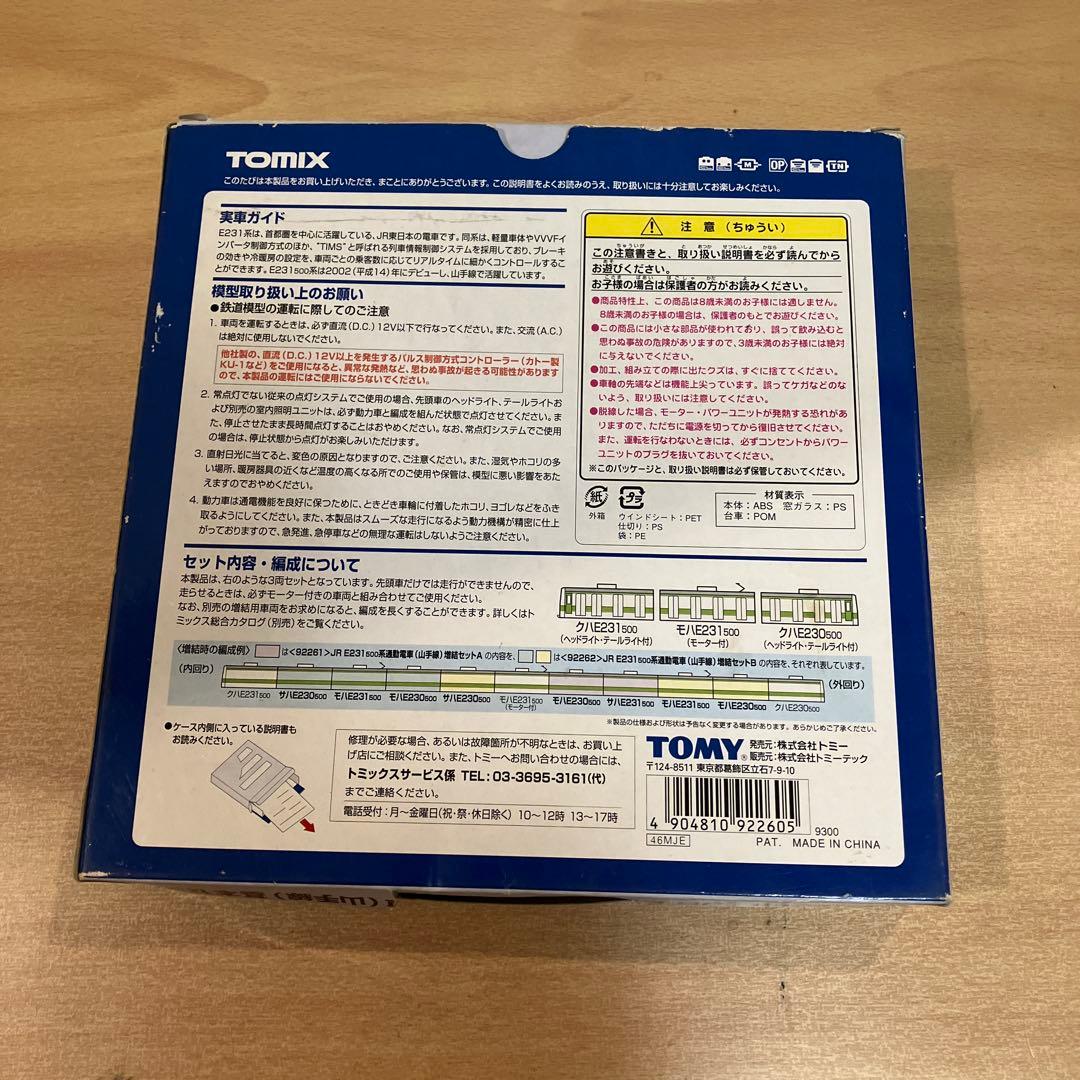 TOMIX
M OP TN
このたびは本製品をお買い上げいただき、まことにありがとうございます。この説明書をよくお読みのうえ、取り扱いには十分注意してお楽しみください。
実車ガイド
E231系は、首都圏を中心に活躍している、JR東日本の電車です。同系は、軽量車体やVVVFイ
ンバータ制御方式のほか、"TIMS"と呼ばれる列車情報制御システムを採用しており、ブレーキ
の効きや冷暖房の設定を、車両ごとの乗客数に応じてリアルタイムに細かくコントロールするこ
とができます。E231500系は2002(平成14)年にデビューし、山手線で活躍しています。
模型取り扱い上のお願い
●鉄道模型の運転に際してのご注意
1. 車両を運転するときは、必ず直流(D.C.)12V以下で行なってください。また、交流(A.C.)
は絶対に使用しないでください。
他社製の、直流(D.C.)12V以上を発生するパルス制御方式コントローラー(カトー製
KU-1など)をご使用になると、異常な発熱など、思わぬ事故が起きる可能性があります
ので、本製品の運転にはご使用にならないでください。
2. 常点灯でない従来の点灯システムでご使用の場合、先頭車のヘッドライト、テールライトお
よび別売の室内照明ユニットは、必ず動力車と編成を組んだ状態で点灯させてください。ま
た、停止させたまま長時間点灯することはおやめください。なお、常点灯システムでご使用
の場合は、停止状態から点灯がお楽しみいただけます。
3. 直射日光に当てると、変色の原因となりますので、ご注意ください。また、湿気やホコリの多
い場所、暖房器具の近くなど温度の高くなる所でのご使用や保管は、模型に悪い影響をあた
えますのでおやめください。
4. 動力車は通電機能を良好に保つために、ときどき車輪に付着したホコリ、ヨゴレなどをふき
取るようにしてください。また、本製品はスムーズな走行になるよう動力機構が精密に仕上
がっておりますので、急発進、急停車などの無理な運転はしないようご注意ください。
注意(ちゅうい)
この注意書きと、取り扱い説明書を必ず読んでから
お遊びください。
お子様の場合は保護者の方がお読みください。
●商品特性上、この商品は8歳未満のお子様には適しません。
8歳未満のお子様の場合は、保護者のもとでお遊びください。
●この商品には小さな部品が使われており、誤って飲み込むと
思わぬ事故の危険がありますので、3歳未満のお子様には絶対
に与えないでください。
●加工、組み立ての際に出たクズは、すぐに捨ててください。
●車軸の先端などは機能上尖っています。誤ってケガなどのな
いよう、取り扱いには注意してください。
●脱線した場合、モーター・パワーユニットが発熱する恐れがあ
りますので、ただちに電源を切ってから復旧させてください。
また、運転を行なわないときには、必ずコンセントからパワー
ユニットのプラグを抜いておいてください。
※このパッケージと、取り扱い説明書は必ず保管しておいてください。
紙
外箱
プラ
ウインドシート:PET
仕切り:PS
袋:PE
材質表示
本体:ABS 窓ガラス:PS
台車:POM
セット内容・編成について
本製品は、右のような3両セットとなっています。先頭車だけでは走行ができませんので、
走らせるときは、必ずモーター付きの車両と組み合わせてご使用ください。
なお、別売の増結用車両をお求めになると、編成を長くすることができます。詳しくはト
ミックス総合カタログ(別売)をご覧ください。
クハE231500
(ヘッドライト・テールライト付)
モハE231500
(モーター付)
クハE230500
(ヘッドライト・テールライト付)
〈増結時の編成例〉 は<92261>JR E231500系通勤電車(山手線)増結セットAの内容を、 は<92262>JR E231500系通勤電車(山手線)増結セットBの内容を、それぞれ表しています。
(内回り) (外回り)
クハE231500 サハE230500 モハE231500 モハE230500 サハE230500 モハE231500 モハE230500 サハE231500 モハE231500 モハE230500 クハE230500
(モーター付)
※製品の仕様および形状は予告なく変更する場合があります。あらかじめご了承ください。
●ケース内側に入っている説明書も
お読みください。
修理が必要な場合、あるいは故障箇所が不明なときは、お買い上
げ店にご相談ください。また、トミーへお問い合わせの場合には、
トミックスサービス係 TEL:03-3695-3161(代)
までご連絡ください。
電話受付:月～金曜日(祝・祭・休日除く) 10～12時 13～17時
TOMY®
発売元:株式会社トミー
販売元:株式会社トミーテック
〒124-8511 東京都葛飾区立石7-9-10
4 904810 922605
9300
46MJE
PAT. MADE IN CHINA
(山手線)